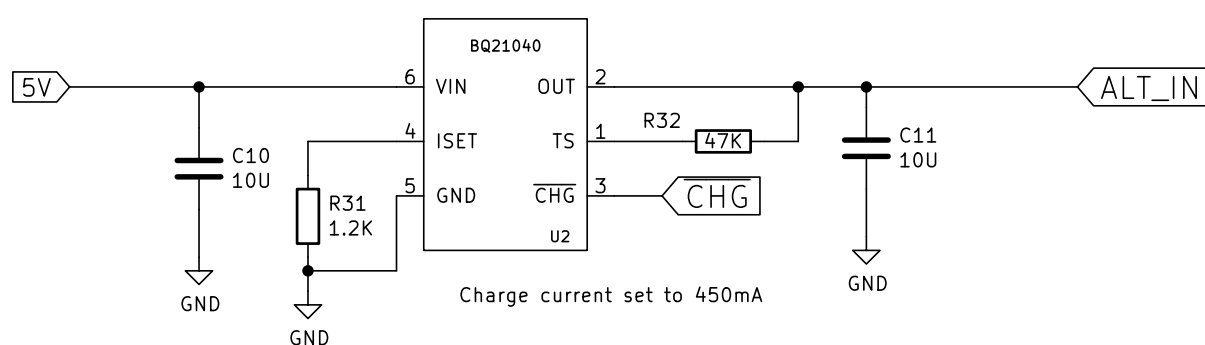 BQ21040
5V
6
VIN
OUT
2
ALT_IN
4
ISET
TS
1
R32
47K
C10
10U
C11
10U
5
GND
CHG
3
CHG
R31
1.2K
U2
GND
GND
GND
Charge current set to 450mA